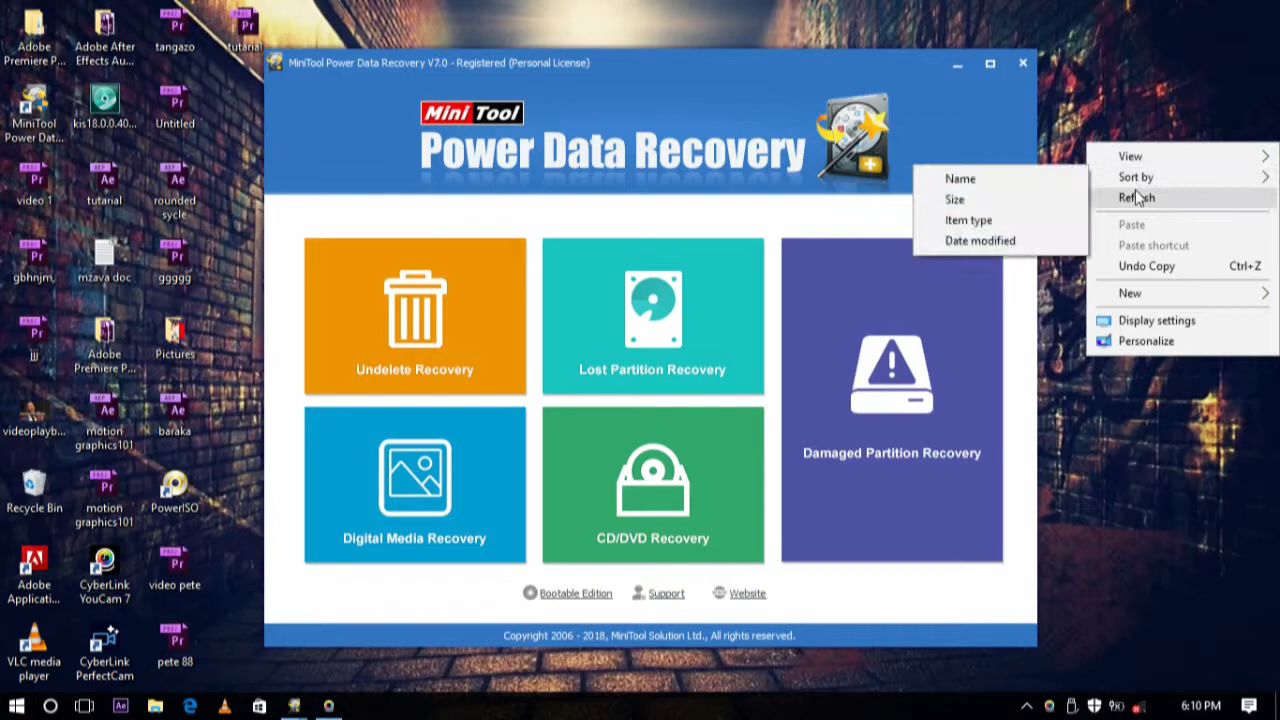 Adobe
Premiere P...
Adobe After
Effects Au...
tangazo
tutarial
MiniTool
Power Dat...
kis18.0.0.40...
Untitled
video 1
tutarial
rounded
sycle
gbhnjm,
mzava doc
ggggg
jjj
Adobe
Premiere P...
Pictures
videoplayb...
motion
graphics101
baraka
Recycle Bin
motion
graphics101
PowerISO
Adobe
Applicati...
CyberLink
YouCam 7
video pete
VLC media
player
CyberLink
PerfectCam
pete 88
MiniTool Power Data Recovery V7.0 - Registered (Personal License)
Mini Tool
Power Data Recovery
Undelete Recovery
Lost Partition Recovery
Damaged Partition Recovery
Digital Media Recovery
CD/DVD Recovery
Bootable Edition
Support
Website
Copyright 2006 - 2018, MiniTool Solution Ltd., All rights reserved.
Name
Size
Item type
Date modified
View
Sort by
Refresh
Paste
Paste shortcut
Undo Copy Ctrl+Z
New
Display settings
Personalize
6:10 PM